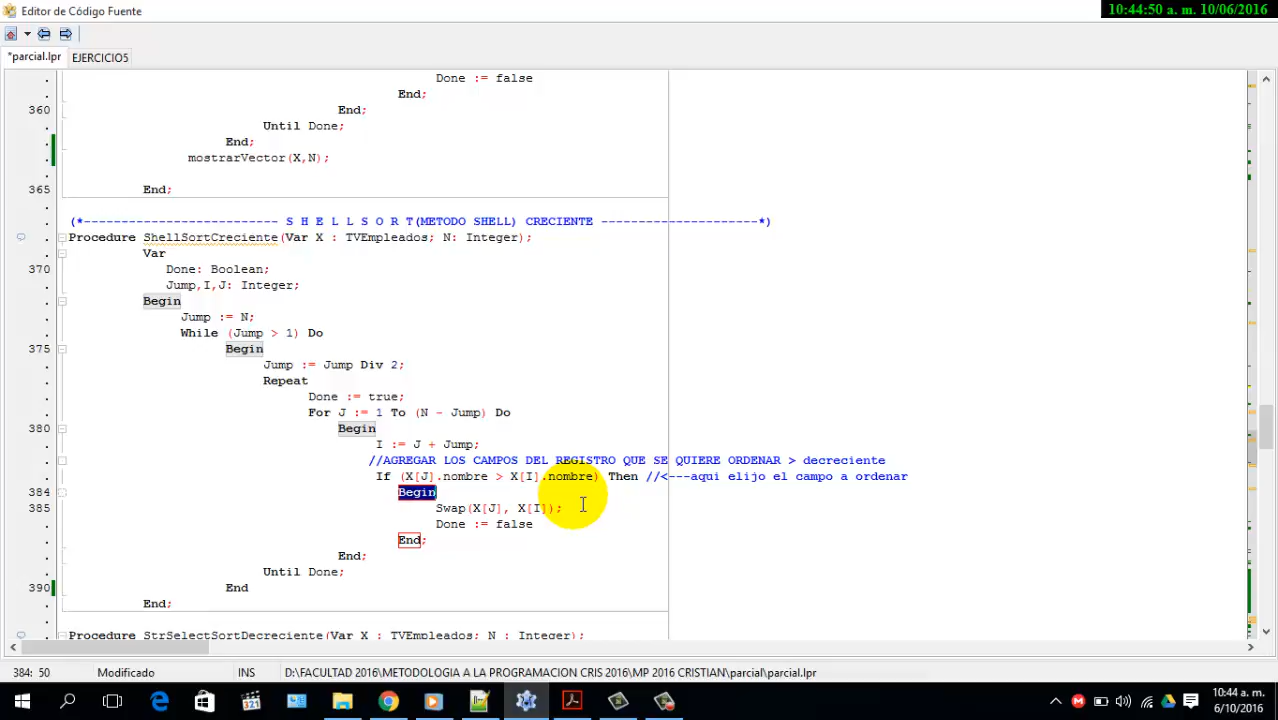 Editor de Código Fuente
10:44:50 a. m. 10/06/2016
*parcial.lpr EJERCICIO5
Done := false
End;
360 End;
Until Done;
End;
mostrarVector(X,N);
365 End;
(*-------------------------- S H E L L S O R T(METODO SHELL) CRECIENTE ---------------------*)
Procedure ShellSortCreciente(Var X : TVEmpleados; N: Integer);
Var
370 Done: Boolean;
Jump,I,J: Integer;
Begin
Jump := N;
While (Jump > 1) Do
375 Begin
Jump := Jump Div 2;
Repeat
Done := true;
For J := 1 To (N - Jump) Do
380 Begin
I := J + Jump;
//AGREGAR LOS CAMPOS DEL REGISTRO QUE SE QUIERE ORDENAR > decreciente
If (X[J].nombre > X[I].nombre) Then //<---aqui elijo el campo a ordenar
384 Begin
385 Swap(X[J], X[I]);
Done := false
End;
End;
Until Done;
390 End
End;
Procedure StrSelectSortDecreciente(Var X : TVEmpleados; N : Integer);
384: 50 Modificado INS D:\FACULTAD 2016\METODOLOGIA A LA PROGRAMACION CRIS 2016\MP 2016 CRISTIAN\parcial\parcial.lpr
321
10:44 a. m.
6/10/2016